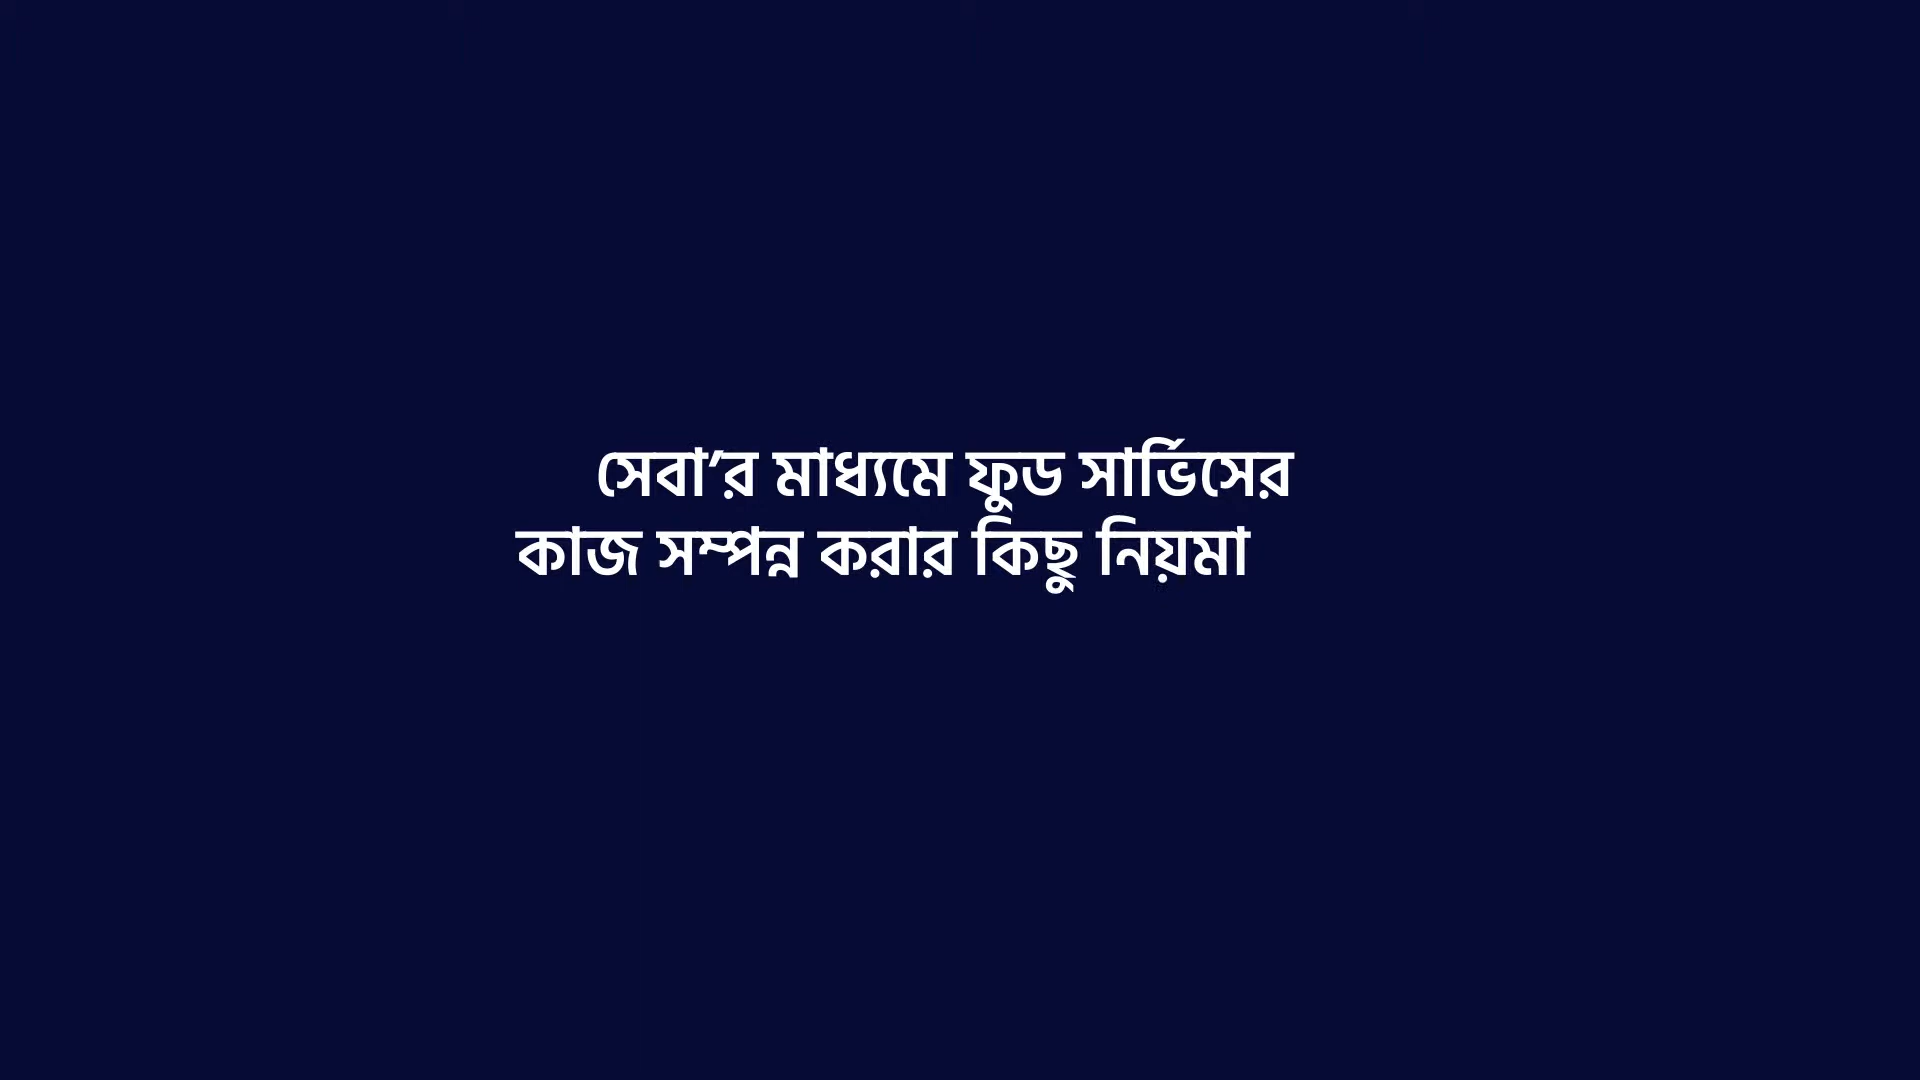 সেবা’র মাধ্যমে ফুড সার্ভিসের
কাজ সম্পন্ন করার কিছু নিয়মা